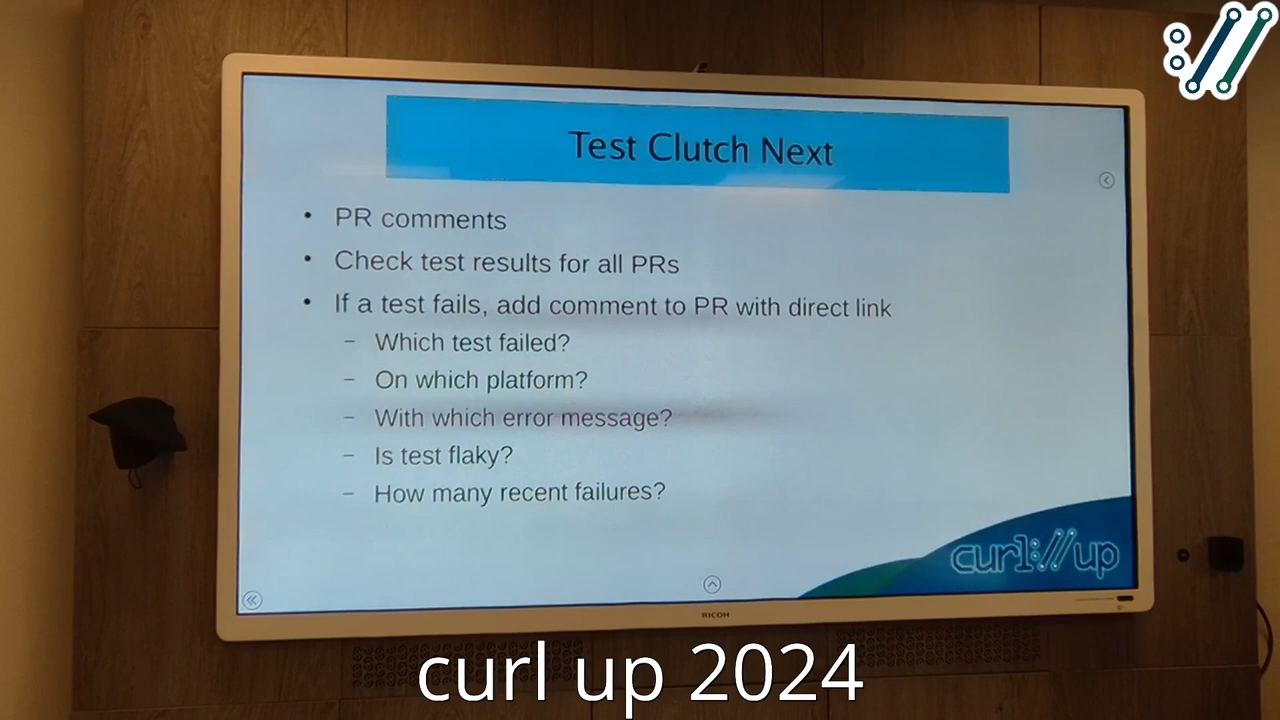 Test Clutch Next
• PR comments
• Check test results for all PRs
• If a test fails, add comment to PR with direct link
– Which test failed?
– On which platform?
– With which error message?
– Is test flaky?
– How many recent failures?
curl:// up
RICOH
curl up 2024